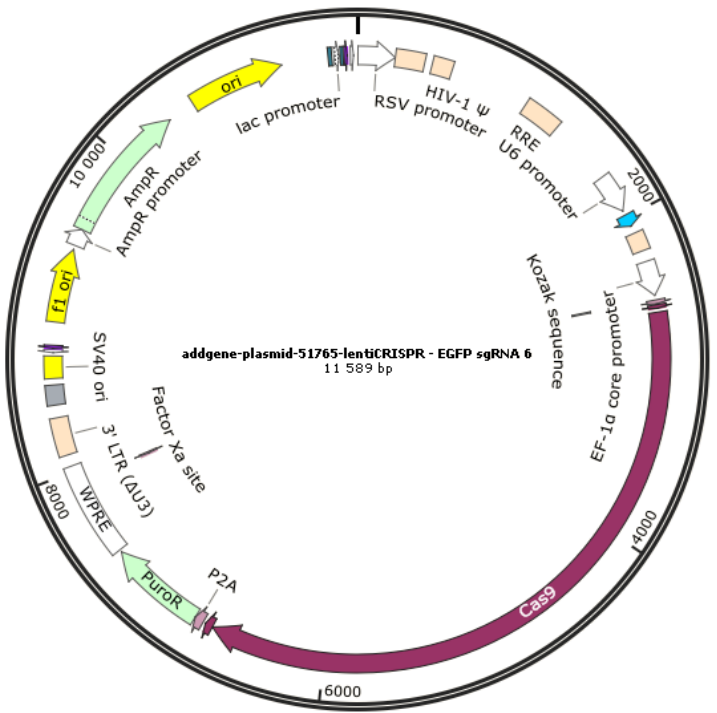 lac promoter
RSV promoter
HIV-1 Ψ
RRE
U6 promoter
2000
EF-1α core promoter
Kozak sequence
4000
Cas9
6000
P2A
PuroR
WPRE
8000
3' LTR (ΔU3)
Factor Xa site
SV40 ori
f1 ori
AmpR promoter
AmpR
10 000
ori
addgene-plasmid-51765-lentiCRISPR - EGFP sgRNA 6
11 589 bp